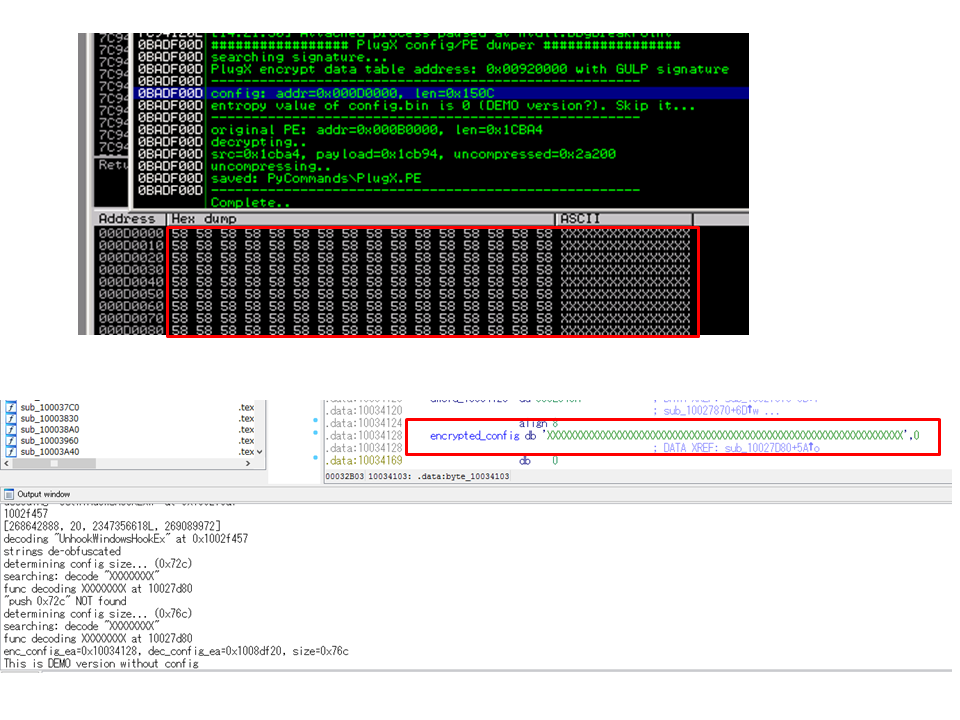 0BADF00D ################# PlugX config/PE dumper #################
0BADF00D searching signature...
0BADF00D PlugX encrypt data table address: 0x00920000 with GULP signature
0BADF00D ------------------------------------------------------------
0BADF00D config: addr=0x000D0000, len=0x150C
0BADF00D entropy value of config.bin is 0 (DEMO version?). Skip it...
0BADF00D ------------------------------------------------------------
0BADF00D original PE: addr=0x000B0000, len=0x1CBA4
0BADF00D decrypting..
0BADF00D src=0x1cba4, payload=0x1cb94, uncompressed=0x2a200
0BADF00D uncompressing..
0BADF00D saved: PyCommands\PlugX.PE
0BADF00D ------------------------------------------------------------
Complete..
Address Hex dump ASCII
000D0000 58 58 58 58 58 58 58 58 58 58 58 58 58 58 58 58 XXXXXXXXXXXXXXXX
000D0010 58 58 58 58 58 58 58 58 58 58 58 58 58 58 58 58 XXXXXXXXXXXXXXXX
000D0020 58 58 58 58 58 58 58 58 58 58 58 58 58 58 58 58 XXXXXXXXXXXXXXXX
000D0030 58 58 58 58 58 58 58 58 58 58 58 58 58 58 58 58 XXXXXXXXXXXXXXXX
000D0040 58 58 58 58 58 58 58 58 58 58 58 58 58 58 58 58 XXXXXXXXXXXXXXXX
000D0050 58 58 58 58 58 58 58 58 58 58 58 58 58 58 58 58 XXXXXXXXXXXXXXXX
000D0060 58 58 58 58 58 58 58 58 58 58 58 58 58 58 58 58 XXXXXXXXXXXXXXXX
000D0070 58 58 58 58 58 58 58 58 58 58 58 58 58 58 58 58 XXXXXXXXXXXXXXXX
000D0080 58 58 58 58 58 58 58 58 58 58 58 58 58 58 58 58 XXXXXXXXXXXXXXXX
sub_100037C0 .tex
sub_10003830 .tex
sub_100038A0 .tex
sub_10003960 .tex
sub_10003A40 .tex
.data:10034120 ; sub_10027870+6D↑w ...
.data:10034124 align 8
.data:10034128 encrypted_config db 'XXXXXXXXXXXXXXXXXXXXXXXXXXXXXXXXXXXXXXXXXXXXXXXXXXXXXXXXXXXXXXXX',0
.data:10034128 ; DATA XREF: sub_10027D80+5A↑o
.data:10034169 db 0
00032B03 10034103: .data:byte_10034103
Output window
1002f457
[268642888, 20, 2347356618L, 269089972]
decoding "UnhookWindowsHookEx" at 0x1002f457
strings de-obfuscated
determining config size... (0x72c)
searching: decode "XXXXXXXX"
func decoding XXXXXXXX at 10027d80
"push 0x72c" NOT found
determining config size... (0x76c)
searching: decode "XXXXXXXX"
func decoding XXXXXXXX at 10027d80
enc_config_ea=0x10034128, dec_config_ea=0x1008df20, size=0x76c
This is DEMO version without config